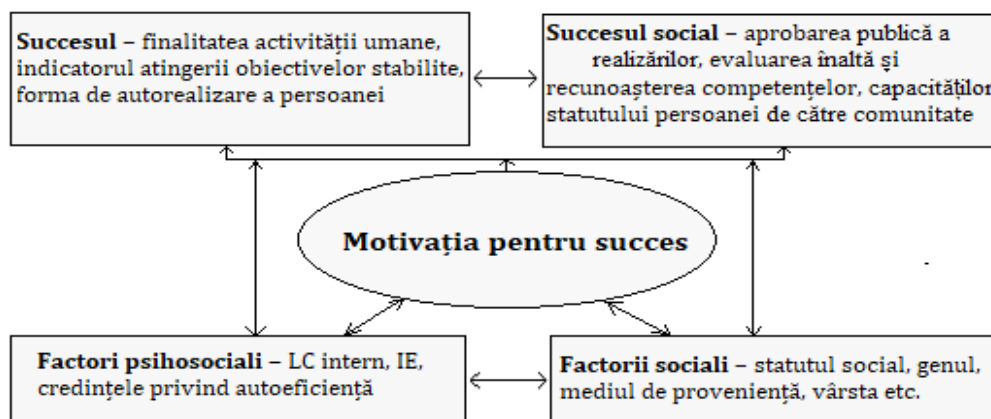 Succesul – finalitatea activității umane,
indicatorul atingerii obiectivelor stabilite,
forma de autorealizare a persoanei
Succesul social – aprobarea publică a
realizărilor, evaluarea înaltă și
recunoașterea competențelor, capacităților
statutului persoanei de către comunitate
Motivația pentru succes
Factori psihosociali – LC intern, IE,
credințele privind autoeficiență
Factorii sociali – statutul social, genul,
mediul de proveniență, vârsta etc.